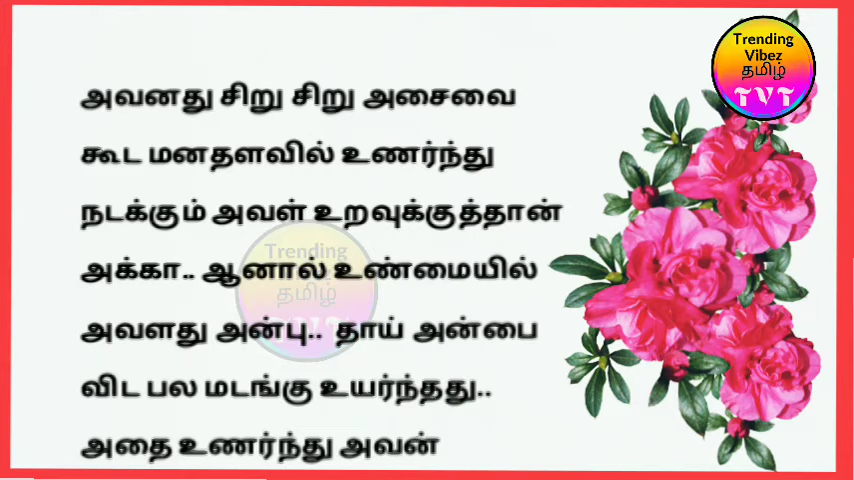 Trending
Vibez
தமிழ்
TVT
அவனது சிறு சிறு அசைவை
கூட மனதளவில் உணர்ந்து
நடக்கும் அவள் உறவுக்குத்தான்
அக்கா.. ஆனால் உண்மையில்
அவளது அன்பு.. தாய் அன்பை
விட பல மடங்கு உயர்ந்தது..
அதை உணர்ந்து அவன்
Trending
தமிழ்
TVT